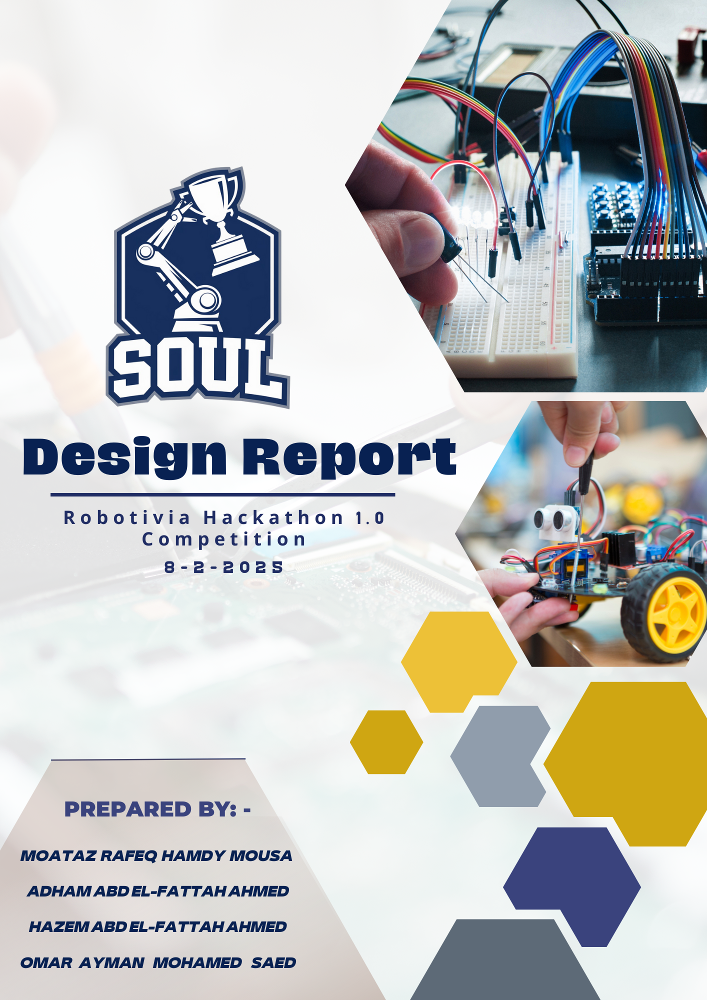 SOUL
Design Report
Robotivia Hackathon 1.0
Competition
8-2-2025
PREPARED BY: -
MOATAZ RAFEQ HAMDY MOUSA
ADHAM ABD EL-FATTAH AHMED
HAZEM ABD EL-FATTAH AHMED
OMAR AYMAN MOHAMED SAED